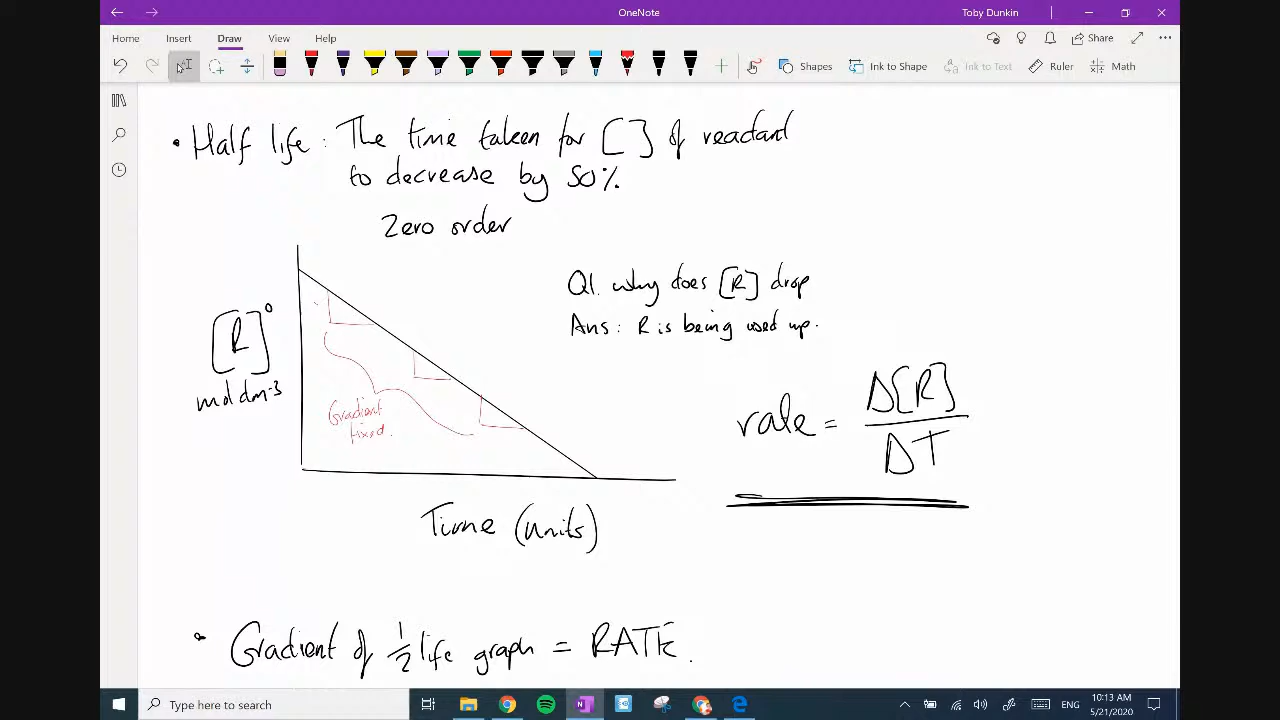 OneNote
Toby Dunkin
Home Insert Draw View Help
Share
Shapes Ink to Shape Ink to Text Ruler Math
• Half life : The time taken for [ ] of reactant
to decrease by 50%
Zero order
[R]⁰
mol dm-3
Gradient
fixed.
Time (units)
Q1. why does [R] drop
Ans: R is being used up.
rate = Δ[R]
ΔT
• Gradient of 1/2 life graph = RATE.
Type here to search
ENG
10:13 AM
5/21/2020